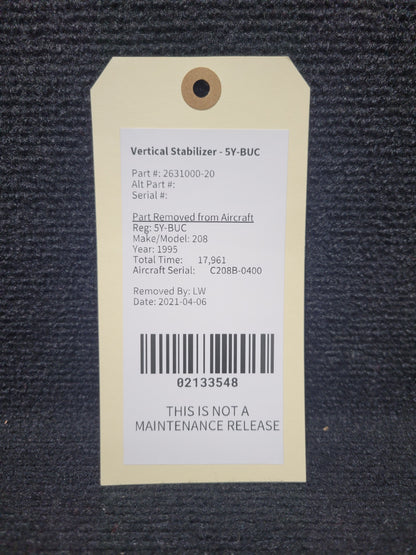 Vertical Stabilizer - 5Y-BUC
Part #: 2631000-20
Alt Part #:
Serial #:
Part Removed from Aircraft
Reg: 5Y-BUC
Make/Model: 208
Year: 1995
Total Time: 17,961
Aircraft Serial: C208B-0400
Removed By: LW
Date: 2021-04-06
02133548
THIS IS NOT A
MAINTENANCE RELEASE